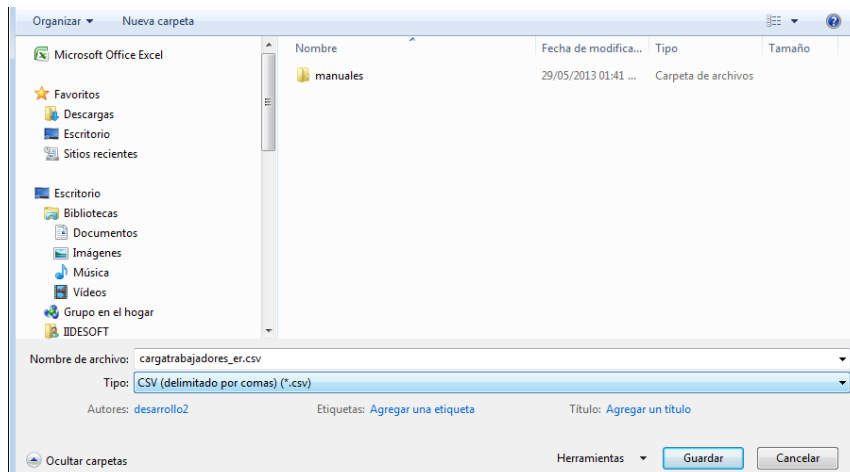 Organizar Nueva carpeta
Microsoft Office Excel
Favoritos
Descargas
Escritorio
Sitios recientes
Escritorio
Bibliotecas
Documentos
Imágenes
Música
Vídeos
Grupo en el hogar
IIDESOFT
Nombre Fecha de modifica... Tipo Tamaño
manuales 29/05/2013 01:41 ... Carpeta de archivos
Nombre de archivo: cargatrabajadores_er.csv
Tipo: CSV (delimitado por comas) (*.csv)
Autores: desarrollo2 Etiquetas: Agregar una etiqueta Título: Agregar un título
Ocultar carpetas Herramientas Guardar Cancelar